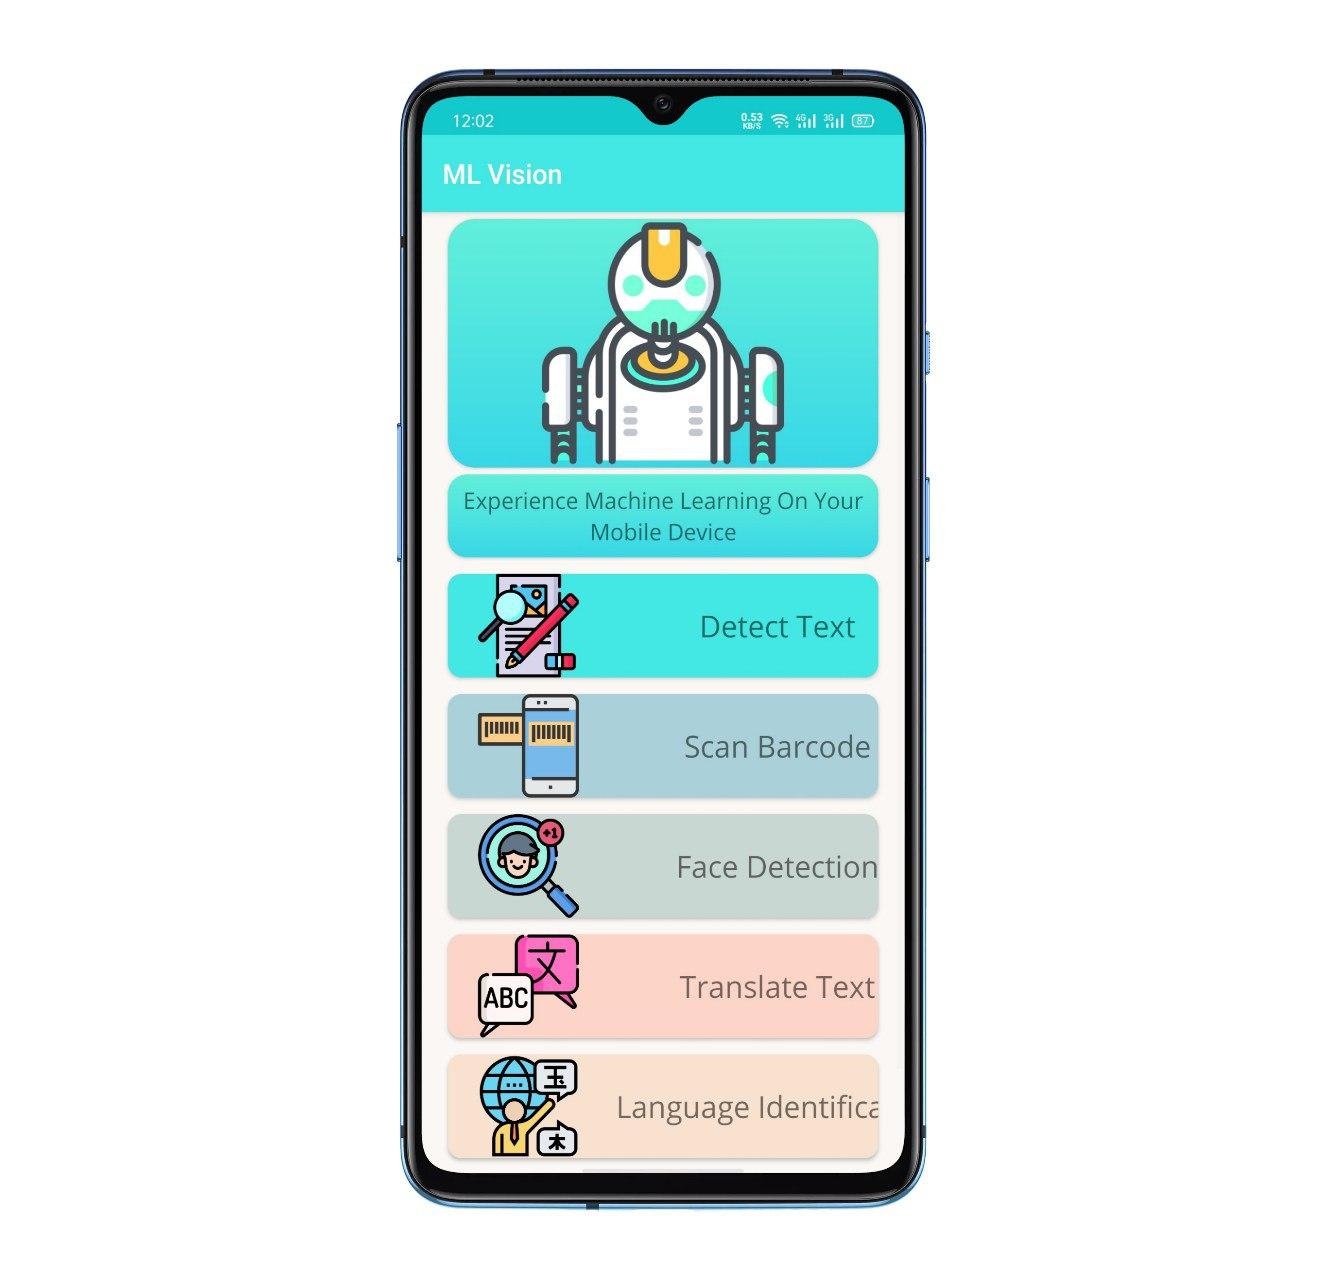 12:02
0.53
KB/S
4G
3G
87
ML Vision
Experience Machine Learning On Your
Mobile Device
Detect Text
Scan Barcode
+1
Face Detection
文
ABC
Translate Text
玉
木
Language Identifica